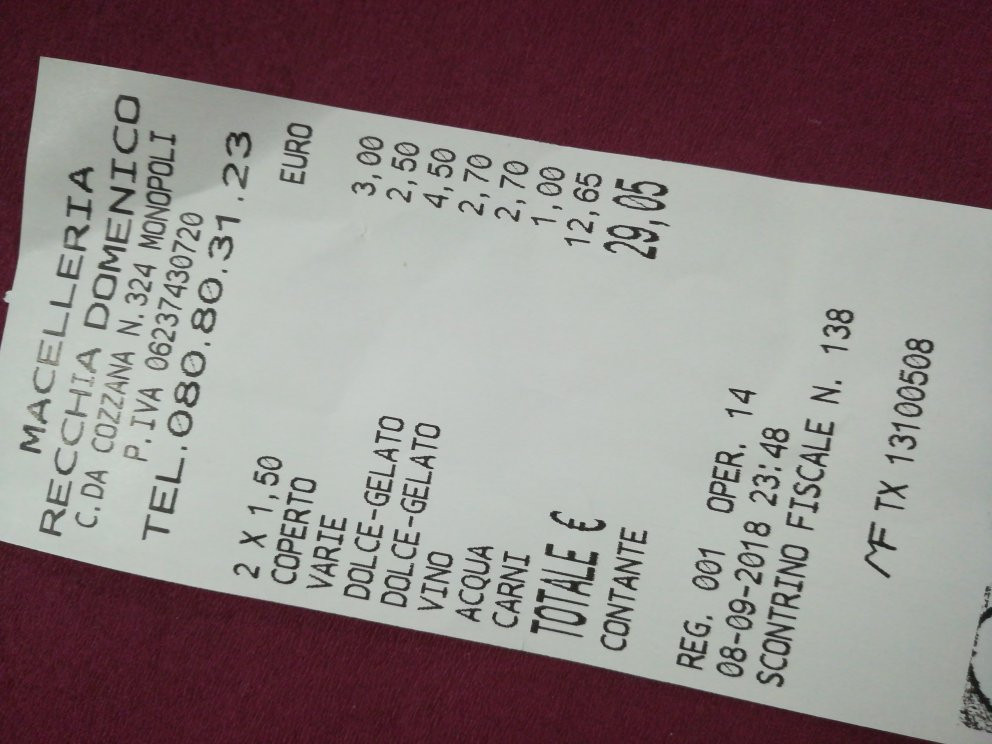 MACELLERIA
RECCHIA DOMENICO
C.DA COZZANA N.324 MONOPOLI
P.IVA 06237430720
TEL.080.80.31.23
EURO
2 X 1,50
COPERTO 3,00
VARIE 2,50
DOLCE-GELATO 4,50
DOLCE-GELATO 2,70
VINO 2,70
ACQUA 1,00
CARNI 12,65
TOTALE € 29,05
CONTANTE
REG. 001 OPER. 14
08-09-2018 23:48
SCONTRINO FISCALE N. 138
MF TX 13100508